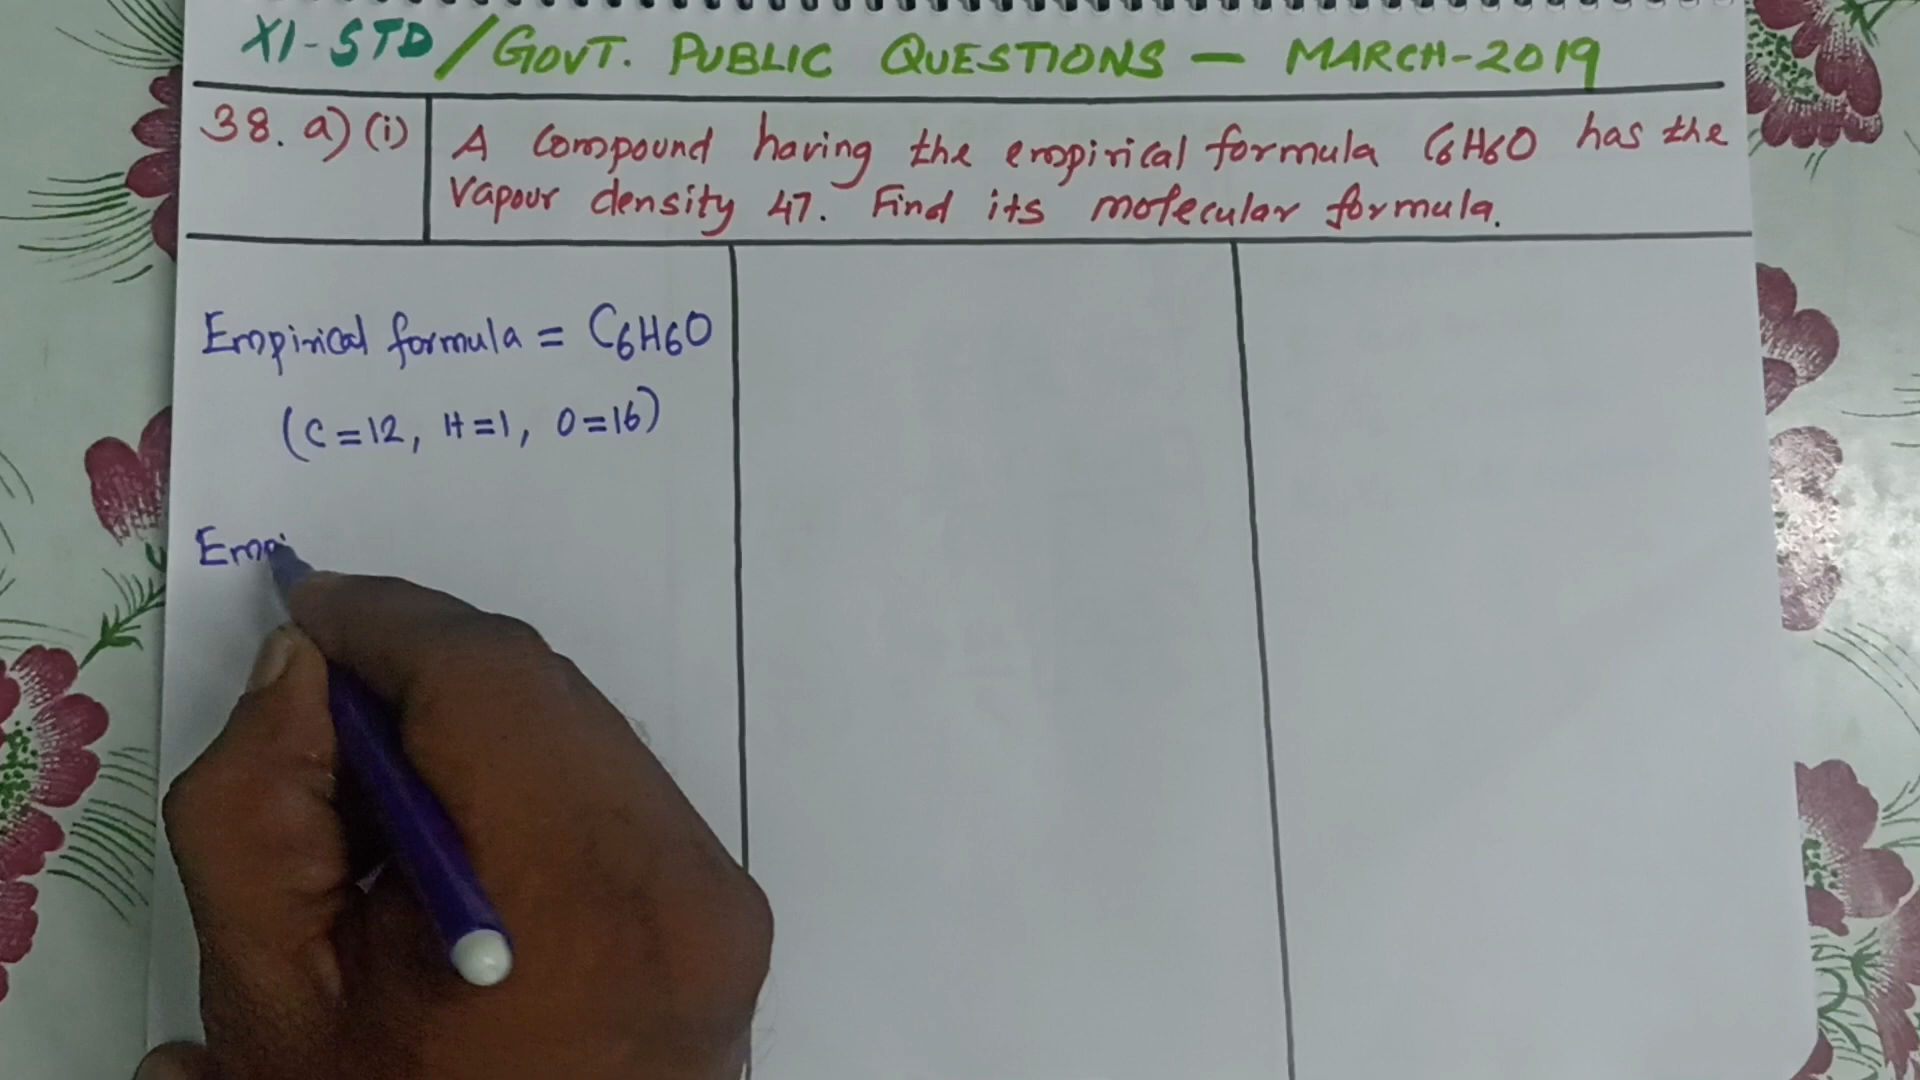 XI-STD/GOVT. PUBLIC QUESTIONS - MARCH-2019
38. a) (i)
A compound having the empirical formula C6H6O has the
vapour density 47. Find its molecular formula.
Empirical formula = C6H6O
(C=12, H=1, O=16)
Empi